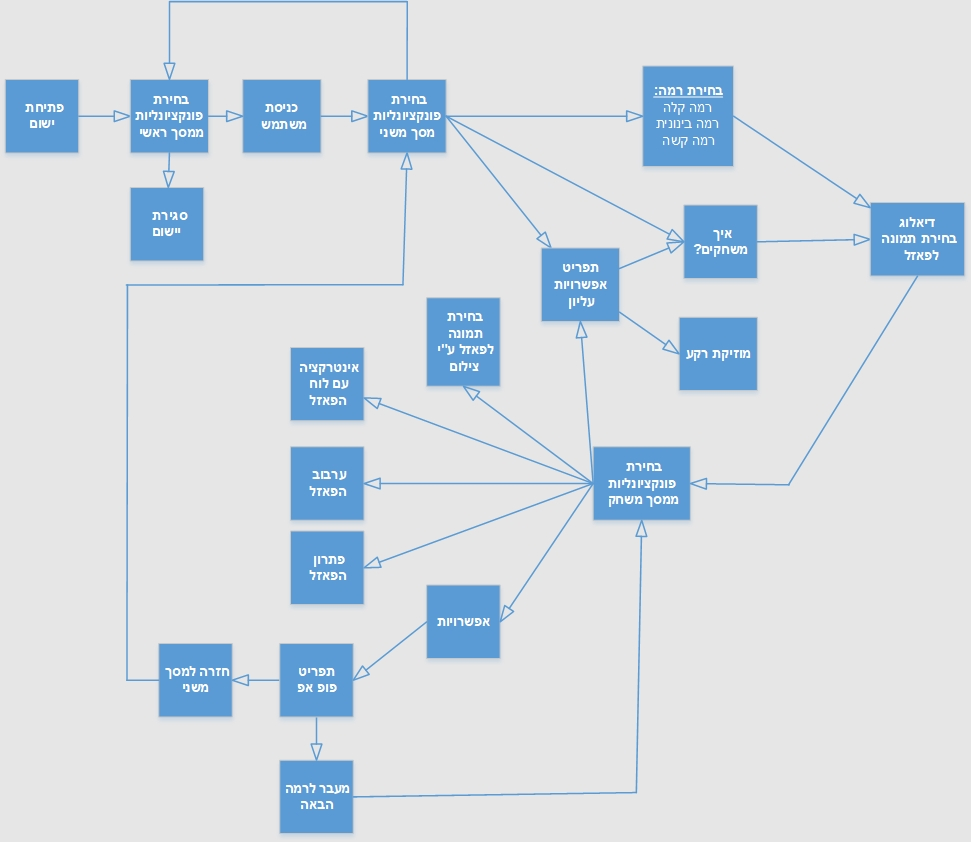 פתיחת
ישום
בחירת
פונקציונליות
ממסך ראשי
כניסת
משתמש
בחירת
פונקציונליות
מסך משני
בחירת רמה:
רמה קלה
רמה בינונית
רמה קשה
סגירת
יישום
איך
משחקים?
דיאלוג
בחירת תמונה
לפאזל
תפריט
אפשרויות
עליון
מוזיקת רקע
בחירת
תמונה
לפאזל ע"י
צילום
אינטרקציה
עם לוח
הפאזל
ערבוב
הפאזל
פתרון
הפאזל
בחירת
פונקציונליות
ממסך משחק
אפשרויות
תפריט
פופ אפ
חזרה למסך
משני
מעבר לרמה
הבאה